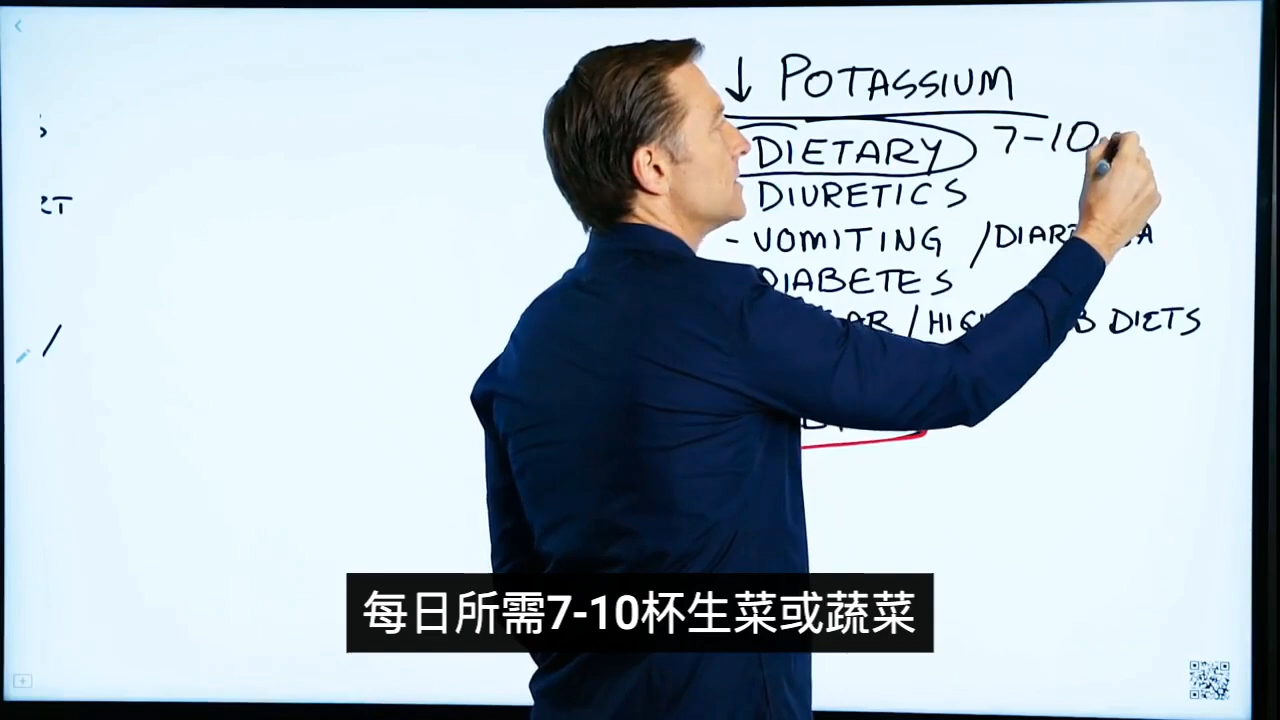 ↓ POTASSIUM
DIETARY 7-10
DIURETICS
- VOMITING /
DIABETES
/ DIETS
每日所需7-10杯生菜或蔬菜